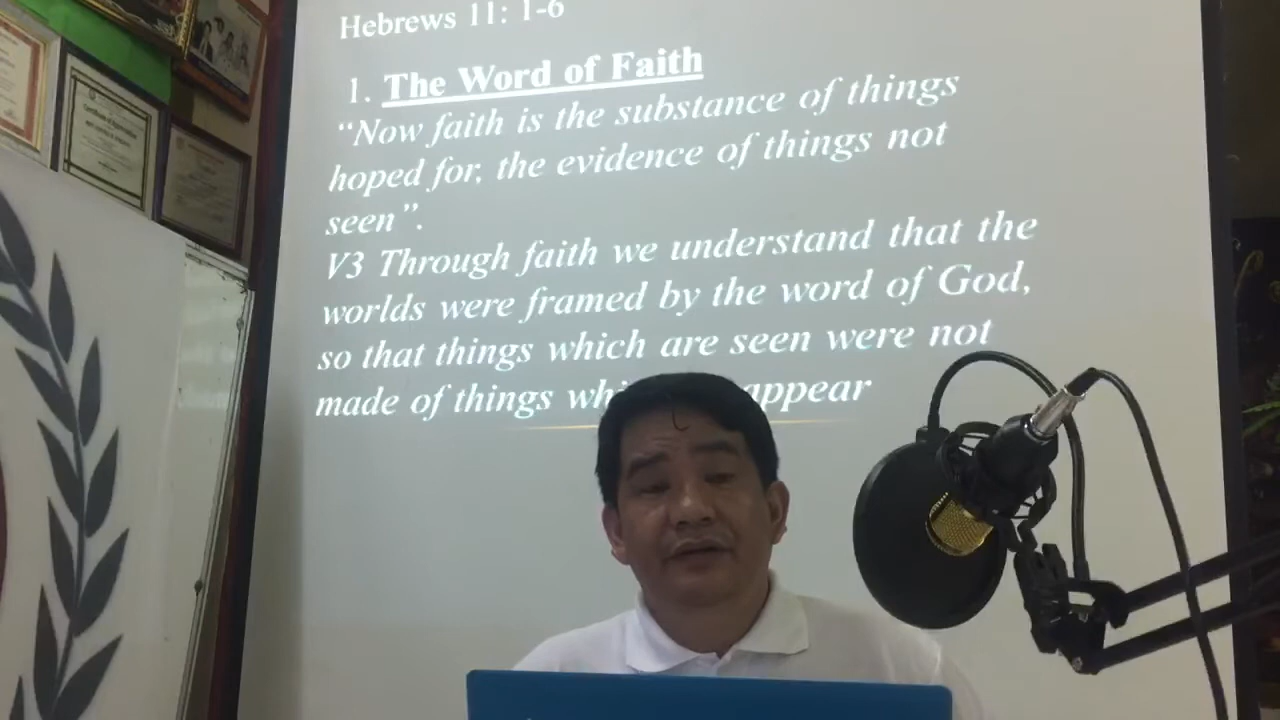 Hebrews 11: 1-6
1. The Word of Faith
“Now faith is the substance of things
hoped for, the evidence of things not
seen”.
V3 Through faith we understand that the
worlds were framed by the word of God,
so that things which are seen were not
made of things appear